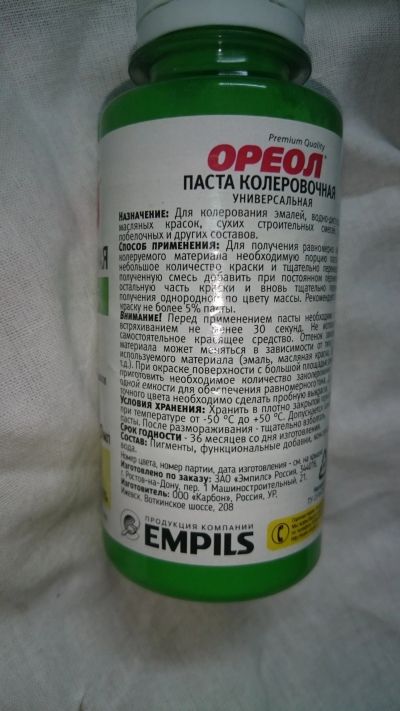 Premium Quality
ОРЕОЛ®
ПАСТА КОЛЕРОВОЧНАЯ
УНИВЕРСАЛЬНАЯ
НАЗНАЧЕНИЕ: Для колерования эмалей, водно-
масляных красок, сухих строительных
побелочных и других составов.
СПОСОБ ПРИМЕНЕНИЯ: Для получения равномерно
колеруемого материала необходимую порцию
небольшое количество краски и тщательно
полученную смесь добавить при постоянном
остальную часть краски и вновь тщательно
получения однородной по цвету массы.
краску не более 5% пасты.
ВНИМАНИЕ! Перед применением пасты необходимо
встряхиванием не менее 30 секунд. Не
самостоятельное красящее средство. Оттенок
материала может меняться в зависимости от
используемого материала (эмаль, масляная краска,
т.д.). При окраске поверхности с большой площадью,
приготовить необходимое количество
одной емкости для обеспечения равномерного тона.
точного цвета необходимо сделать пробную
УСЛОВИЯ ХРАНЕНИЯ: Хранить в плотно закрытой
при температуре от -50 °С до +50 °С. Допускается
пасты. После размораживания - тщательно
СРОК ГОДНОСТИ - 36 месяцев со дня изготовления.
СОСТАВ: Пигменты, функциональные добавки,
вода.
Номер цвета, номер партии, дата изготовления - см. на
Изготовлено по заказу: ЗАО «Эмпилс» Россия, 344016,
г. Ростов-на-Дону, пер. 1 Машиностроительный, 21.
Изготовитель: ООО «Карбон», Россия, УР,
Ижевск, Воткинское шоссе, 208
ПРОДУКЦИЯ КОМПАНИИ
EMPILS